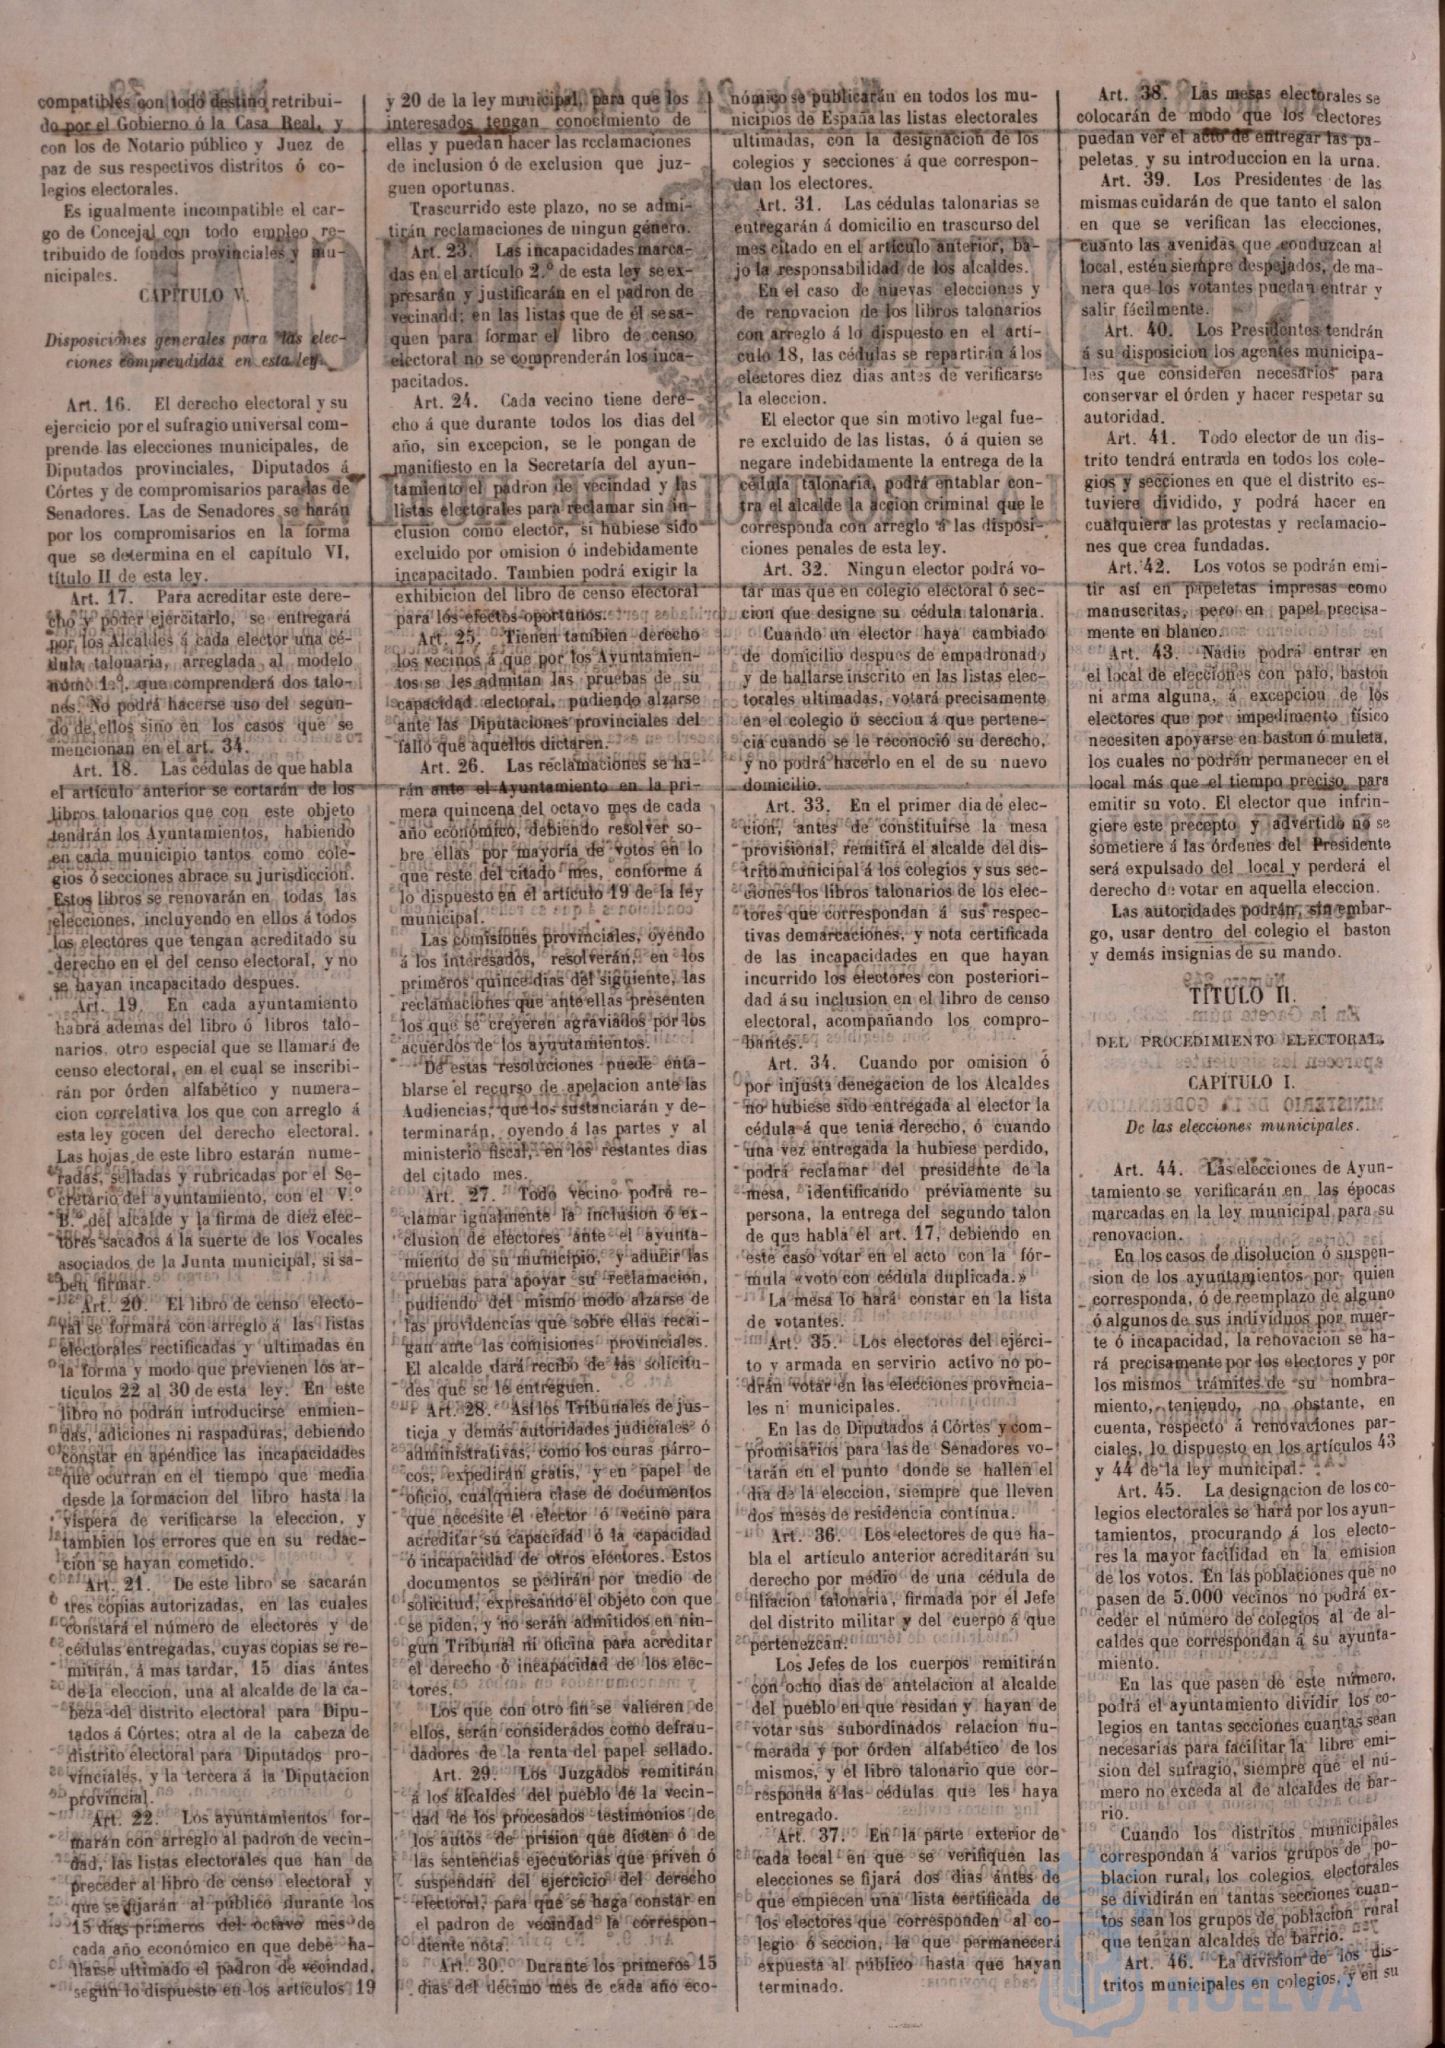 compatibles con todo destino retribui-
do por el Gobierno ó la Casa Real, y
con los de Notario público y Juez de
paz de sus respectivos distritos ó co-
legios electorales.
Es igualmente incompatible el car-
go de Concejal con todo empleo re-
tribuido de fondos provinciales y mu-
nicipales.
CAPÍTULO V.
Disposiciones generales para las elec-
ciones comprendidas en esta ley.
Art. 16. El derecho electoral y su
ejercicio por el sufragio universal com-
prende las elecciones municipales, de
Diputados provinciales, Diputados á
Córtes y de compromisarios para las de
Senadores. Las de Senadores se harán
por los compromisarios en la forma
que se determina en el capítulo VI,
título II de esta ley.
Art. 17. Para acreditar este dere-
cho y poder ejercitarlo, se entregará
por los Alcaldes á cada elector una cé-
dula talonaria, arreglada al modelo
núm. 1.º, que comprenderá dos talo-
nes. No podrá hacerse uso del segun-
do de ellos sino en los casos que se
mencionan en el art. 34.
Art. 18. Las cédulas de que habla
el artículo anterior se cortarán de los
libros talonarios que con este objeto
tendrán los Ayuntamientos, habiendo
en cada municipio tantos como cole-
gios ó secciones abrace su jurisdiccion.
Estos libros se renovarán en todas las
elecciones, incluyendo en ellos á todos
los electores que tengan acreditado su
derecho en el del censo electoral, y no
se hayan incapacitado despues.
Art. 19. En cada ayuntamiento
habrá ademas del libro ó libros talo-
narios, otro especial que se llamará de
censo electoral, en el cual se inscribi-
rán por órden alfabético y numera-
cion correlativa los que con arreglo á
esta ley gocen del derecho electoral.
Las hojas de este libro estarán nume-
radas, selladas y rubricadas por el Se-
cretario del ayuntamiento, con el V.º
B.º del alcalde y la firma de diez elec-
tores sacados á la suerte de los Vocales
asociados de la Junta municipal, si sa-
ben firmar.
Art. 20. El libro de censo electo-
ral se formará con arreglo á las listas
electorales rectificadas y ultimadas en
la forma y modo que previenen los ar-
tículos 22 al 30 de esta ley. En este
libro no podrán introducirse enmien-
das, adiciones ni raspaduras, debiendo
constar en apéndice las incapacidades
que ocurran en el tiempo que media
desde la formacion del libro hasta la
víspera de verificarse la eleccion, y
tambien los errores que en su redac-
cion se hayan cometido.
Art. 21. De este libro se sacarán
tres copias autorizadas, en las cuales
constará el número de electores y de
cédulas entregadas, cuyas copias se re-
mitirán, á mas tardar, 15 dias ántes
de la eleccion, una al alcalde de la ca-
beza del distrito electoral para Dipu-
tados á Córtes; otra al de la cabeza de
distrito electoral para Diputados pro-
vinciales, y la tercera á la Diputacion
provincial.
Art. 22. Los ayuntamientos for-
marán con arreglo al padron de vecin-
dad, las listas electorales que han de
preceder al libro de censo electoral y
que se fijarán al público durante los
15 dias primeros del octavo mes de
cada año económico en que debe ha-
llarse ultimado el padron de vecindad,
segun lo dispuesto en los artículos 19
y 20 de la ley municipal, para que los
interesados tengan conocimiento de
ellas y puedan hacer las reclamaciones
de inclusion ó de exclusion que juz-
guen oportunas.
Trascurrido este plazo, no se admi-
tirán reclamaciones de ningun género.
Art. 23. Las incapacidades marca-
das en el artículo 2.º de esta ley se ex-
presarán y justificarán en el padron de
vecindad; en las listas que de él se sa-
quen para formar el libro de censo
electoral no se comprenderán los inca-
pacitados.
Art. 24. Cada vecino tiene dere-
cho á que durante todos los dias del
año, sin excepcion, se le pongan de
manifiesto en la Secretaría del ayun-
tamiento el padron de vecindad y las
listas electorales para reclamar sin in-
clusion como elector, si hubiese sido
excluido por omision ó indebidamente
incapacitado. Tambien podrá exigir la
exhibicion del libro de censo electoral
para los efectos oportunos.
Art. 25. Tienen tambien derecho
los vecinos á que por los Ayuntamien-
tos se les admitan las pruebas de su
capacidad electoral, pudiendo alzarse
ante las Diputaciones provinciales del
fallo que aquellos dictaren.
Art. 26. Las reclamaciones se ha-
rán ante el Ayuntamiento en la pri-
mera quincena del octavo mes de cada
año económico, debiendo resolver so-
bre ellas por mayoría de votos en lo
que reste del citado mes, conforme á
lo dispuesto en el artículo 19 de la ley
municipal.
Las comisiones provinciales, oyendo
á los interesados, resolverán, en los
primeros quince dias del siguiente, las
reclamaciones que ante ellas presenten
los que se creyeren agraviados por los
acuerdos de los ayuntamientos.
De estas resoluciones puede enta-
blarse el recurso de apelacion ante las
Audiencias, que los sustanciarán y de-
terminarán, oyendo á las partes y al
ministerio fiscal, en los restantes dias
del citado mes.
Art. 27. Todo vecino podrá re-
clamar igualmente la inclusion ó ex-
clusion de electores ante el ayunta-
miento de su municipio, y aducir las
pruebas para apoyar su reclamacion,
pudiendo del mismo modo alzarse de
las providencias que sobre ellas recai-
gan ante las comisiones provinciales.
El alcalde dará recibo de las solicitu-
des que se le entreguen.
Art. 28. Así los Tribunales de jus-
ticia y demás autoridades judiciales ó
administrativas, como los curas párro-
cos, expedirán gratis, y en papel de
oficio, cualquiera clase de documentos
que necesite el elector ó vecino para
acreditar su capacidad ó la capacidad
ó incapacidad de otros electores. Estos
documentos se pedirán por medio de
solicitud, expresando el objeto con que
se piden, y no serán admitidos en nin-
gun Tribunal ni oficina para acreditar
el derecho ó incapacidad de los elec-
tores.
Los que con otro fin se valieren de
ellos, serán considerados como defrau-
dadores de la renta del papel sellado.
Art. 29. Los Juzgados remitirán
á los alcaldes del pueblo de la vecin-
dad de los procesados testimonios de
los autos de prision que dicten ó de
las sentencias ejecutorias que priven ó
suspendan del ejercicio del derecho
electoral, para que se haga constar en
el padron de vecindad la correspon-
diente nota.
Art. 30. Durante los primeros 15
dias del décimo mes de cada año eco-
nómico se publicarán en todos los mu-
nicipios de España las listas electorales
ultimadas, con la designacion de los
colegios y secciones á que correspon-
dan los electores.
Art. 31. Las cédulas talonarias se
entregarán á domicilio en trascurso del
mes citado en el artículo anterior, ba-
jo la responsabilidad de los alcaldes.
En el caso de nuevas elecciones y
de renovacion de los libros talonarios
con arreglo á lo dispuesto en el artí-
culo 18, las cédulas se repartirán á los
electores diez dias antes de verificarse
la eleccion.
El elector que sin motivo legal fue-
re excluido de las listas, ó á quien se
negare indebidamente la entrega de la
cédula talonaria, podrá entablar con-
tra el alcalde la accion criminal que le
corresponda con arreglo á las disposi-
ciones penales de esta ley.
Art. 32. Ningun elector podrá vo-
tar mas que en colegio electoral ó sec-
cion que designe su cédula talonaria.
Cuando un elector haya cambiado
de domicilio despues de empadronado
y de hallarse inscrito en las listas elec-
torales ultimadas, votará precisamente
en el colegio ó seccion á que pertene-
cia cuando se le reconoció su derecho,
y no podrá hacerlo en el de su nuevo
domicilio.
Art. 33. En el primer dia de elec-
cion, antes de constituirse la mesa
provisional, remitirá el alcalde del dis-
trito municipal á los colegios y sus sec-
ciones los libros talonarios de los elec-
tores que correspondan á sus respec-
tivas demarcaciones, y nota certificada
de las incapacidades en que hayan
incurrido los electores con posteriori-
dad á su inclusion en el libro de censo
electoral, acompañando los compro-
bantes.
Art. 34. Cuando por omision ó
por injusta denegacion de los Alcaldes
no hubiese sido entregada al elector la
cédula á que tenia derecho, ó cuando
una vez entregada la hubiese perdido,
podrá reclamar del presidente de la
mesa, identificando préviamente su
persona, la entrega del segundo talon
de que habla el art. 17, debiendo en
este caso votar en el acto con la fór-
mula «voto con cédula duplicada.»
La mesa lo hará constar en la lista
de votantes.
Art. 35. Los electores del ejérci-
to y armada en servirio activo no po-
drán votar en las elecciones provincia-
les ni municipales.
En las de Diputados á Córtes y com-
promisarios para las de Senadores vo-
tarán en el punto donde se hallen el
dia de la eleccion, siempre que lleven
dos meses de residencia contínua.
Art. 36. Los electores de que ha-
bla el artículo anterior acreditarán su
derecho por medio de una cédula de
filiacion talonaria, firmada por el Jefe
del distrito militar y del cuerpo á que
pertenezcan.
Los Jefes de los cuerpos remitirán
con ocho dias de antelacion al alcalde
del pueblo en que residan y hayan de
votar sus subordinados relacion nu-
merada y por órden alfabético de los
mismos, y el libro talonario que cor-
responda á las cédulas que les haya
entregado.
Art. 37. En la parte exterior de
cada local en que se verifiquen las
elecciones se fijará dos dias ántes de
que empiecen una lista certificada de
los electores que corresponden al co-
legio ó seccion, la que permanecerá
expuesta al público hasta que hayan
terminado.
Art. 38. Las mesas electorales se
colocarán de modo que los electores
puedan ver el acto de entregar las pa-
peletas, y su introduccion en la urna.
Art. 39. Los Presidentes de las
mismas cuidarán de que tanto el salon
en que se verifican las elecciones,
cuanto las avenidas que conduzcan al
local, estén siempre despejados, de ma-
nera que los votantes puedan entrar y
salir fácilmente.
Art. 40. Los Presidentes tendrán
á su disposicion los agentes municipa-
les que consideren necesarios para
conservar el órden y hacer respetar su
autoridad.
Art. 41. Todo elector de un dis-
trito tendrá entrada en todos los cole-
gios y secciones en que el distrito es-
tuviere dividido, y podrá hacer en
cualquiera las protestas y reclamacio-
nes que crea fundadas.
Art. 42. Los votos se podrán emi-
tir así en papeletas impresas como
manuscritas, pero en papel precisa-
mente en blanco.
Art. 43. Nadie podrá entrar en
el local de elecciones con palo, baston
ni arma alguna, á excepcion de los
electores que por impedimento físico
necesiten apoyarse en baston ó muleta,
los cuales no podrán permanecer en el
local más que el tiempo preciso para
emitir su voto. El elector que infrin-
giere este precepto y advertido no se
sometiere á las órdenes del Presidente
será expulsado del local y perderá el
derecho de votar en aquella eleccion.
Las autoridades podrán, sin embar-
go, usar dentro del colegio el baston
y demás insignias de su mando.
TÍTULO II.
DEL PROCEDIMIENTO ELECTORAL.
CAPÍTULO I.
De las elecciones municipales.
Art. 44. Las elecciones de Ayun-
tamiento se verificarán en las épocas
marcadas en la ley municipal para su
renovacion.
En los casos de disolucion ó suspen-
sion de los ayuntamientos por quien
corresponda, ó de reemplazo de alguno
ó algunos de sus individuos por muer-
te ó incapacidad, la renovacion se ha-
rá precisamente por los electores y por
los mismos trámites de su nombra-
miento, teniendo, no obstante, en
cuenta, respecto á renovaciones par-
ciales, lo dispuesto en los artículos 43
y 44 de la ley municipal.
Art. 45. La designacion de los co-
legios electorales se hará por los ayun-
tamientos, procurando á los electo-
res la mayor facilidad en la emision
de los votos. En las poblaciones que no
pasen de 5.000 vecinos no podrá ex-
ceder el número de colegios al de al-
caldes que correspondan á su ayunta-
miento.
En las que pasen de este número,
podrá el ayuntamiento dividir los co-
legios en tantas secciones cuantas sean
necesarias para facilitar la libre emi-
sion del sufragio, siempre que el nú-
mero no exceda al de alcaldes de bar-
rio.
Cuando los distritos municipales
correspondan á varios grupos de po-
blacion rural, los colegios electorales
se dividirán en tantas secciones cuan-
tos sean los grupos de poblacion rural
que tengan alcaldes de barrio.
Art. 46. La division de los dis-
tritos municipales en colegios, y en su
HUELVA